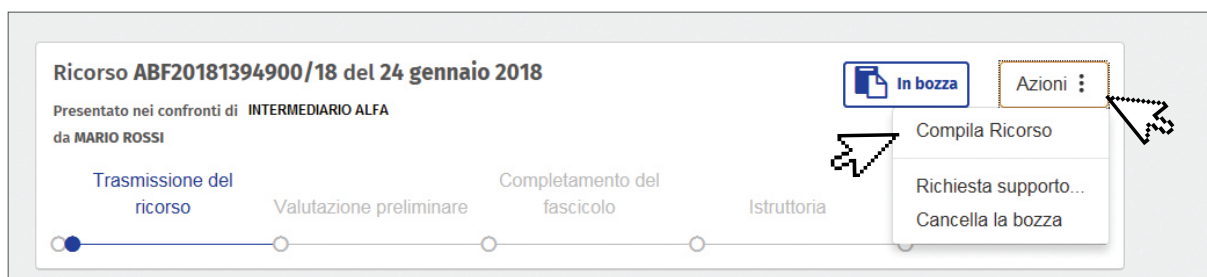 Ricorso ABF20181394900/18 del 24 gennaio 2018
In bozza
Azioni
Presentato nei confronti di INTERMEDIARIO ALFA
da MARIO ROSSI
Compila Ricorso
Richiesta supporto...
Cancella la bozza
Trasmissione del
ricorso
Valutazione preliminare
Completamento del
fascicolo
Istruttoria